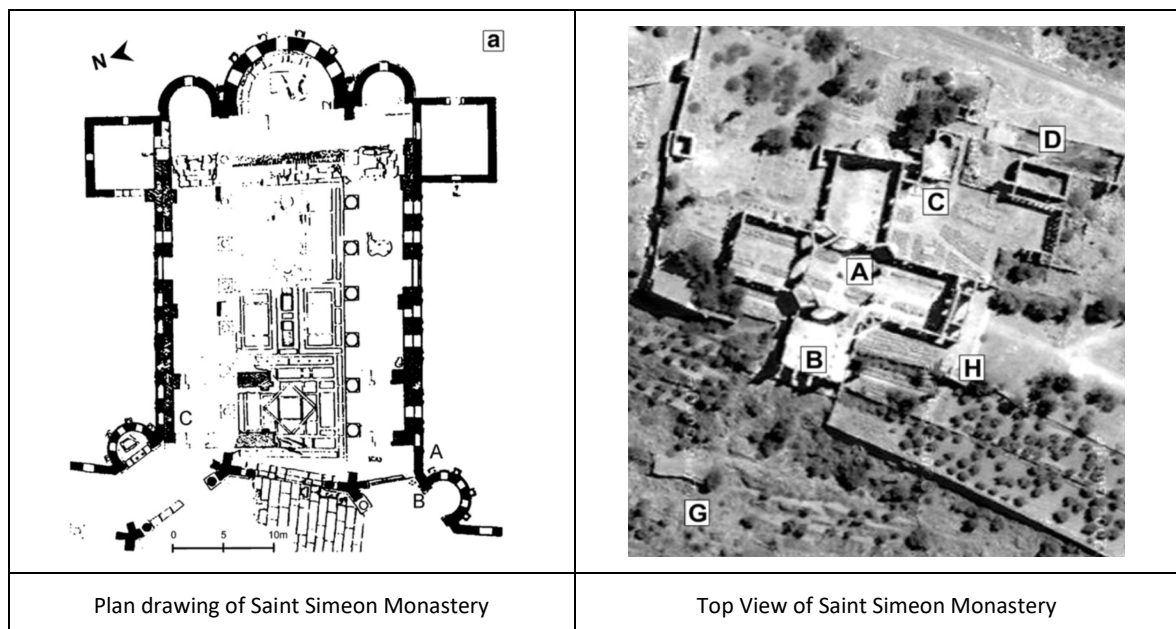 N
a
C
A
B
0 5 10m
D
C
A
B
H
G
Plan drawing of Saint Simeon Monastery
Top View of Saint Simeon Monastery